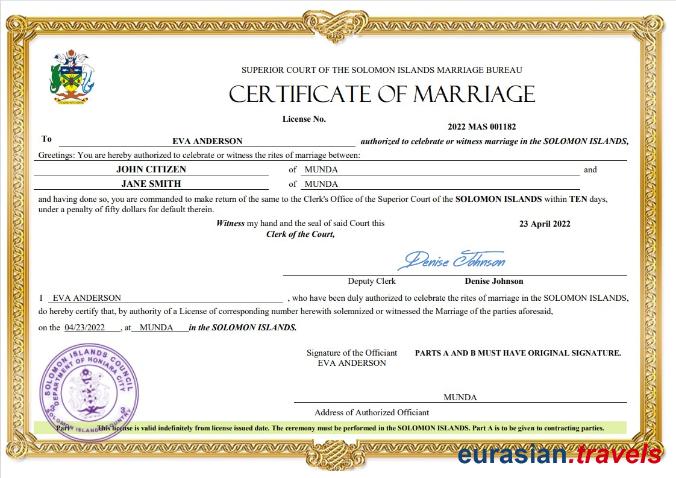 SUPERIOR COURT OF THE SOLOMON ISLANDS MARRIAGE BUREAU
CERTIFICATE OF MARRIAGE
License No.
2022 MAS 001182
To EVA ANDERSON authorized to celebrate or witness marriage in the SOLOMON ISLANDS,
Greetings: You are hereby authorized to celebrate or witness the rites of marriage between:
JOHN CITIZEN of MUNDA and
JANE SMITH of MUNDA
and having done so, you are commanded to make return of the same to the Clerk's Office of the Superior Court of the SOLOMON ISLANDS within TEN days,
under a penalty of fifty dollars for default therein.
Witness my hand and the seal of said Court this 23 April 2022
Clerk of the Court,
Denise Johnson
Deputy Clerk Denise Johnson
I EVA ANDERSON , who have been duly authorized to celebrate the rites of marriage in the SOLOMON ISLANDS,
do hereby certify that, by authority of a License of corresponding number herewith solemnized or witnessed the Marriage of the parties aforesaid,
on the 04/23/2022 , at MUNDA in the SOLOMON ISLANDS.
Signature of the Officiant PARTS A AND B MUST HAVE ORIGINAL SIGNATURE.
EVA ANDERSON
MUNDA
Address of Authorized Officiant
SOLOMON ISLANDS COUNCIL
DEPARTMENT OF HONIARA CITY
SOLOMON ISLANDS
This license is valid indefinitely from license issued date. The ceremony must be performed in the SOLOMON ISLANDS. Part A is to be given to contracting parties.
eurasian.travels